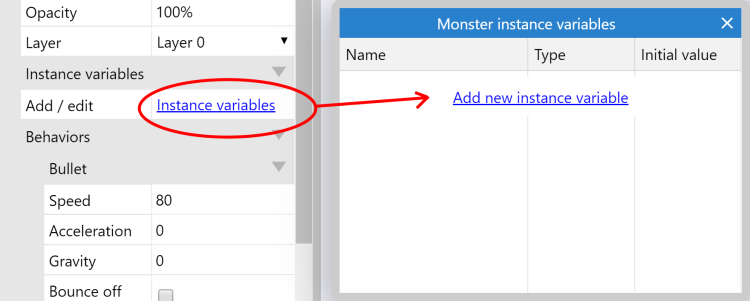 Opacity 100%
Layer Layer 0
Instance variables
Add / edit Instance variables
Behaviors
Bullet
Speed 80
Acceleration 0
Gravity 0
Bounce off
Monster instance variables
Name Type Initial value
Add new instance variable